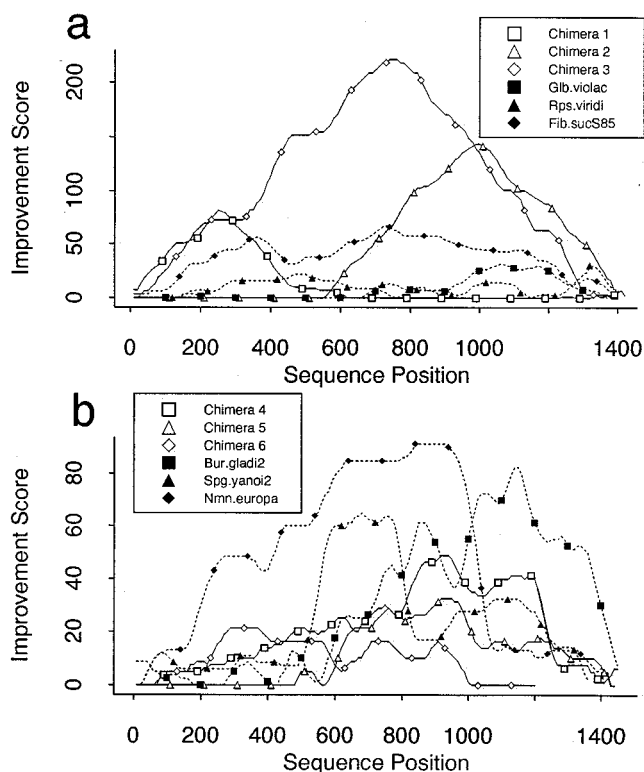 a
Chimera 1
Chimera 2
Chimera 3
Glb.violac
Rps.viridi
Fib.sucS85
Improvement Score
0
50
100
200
0 200 400 600 800 1000 1400
Sequence Position
b
Chimera 4
Chimera 5
Chimera 6
Bur.gladi2
Spg.yanoi2
Nmn.europa
Improvement Score
0
20
40
60
80
0 200 400 600 800 1000 1400
Sequence Position